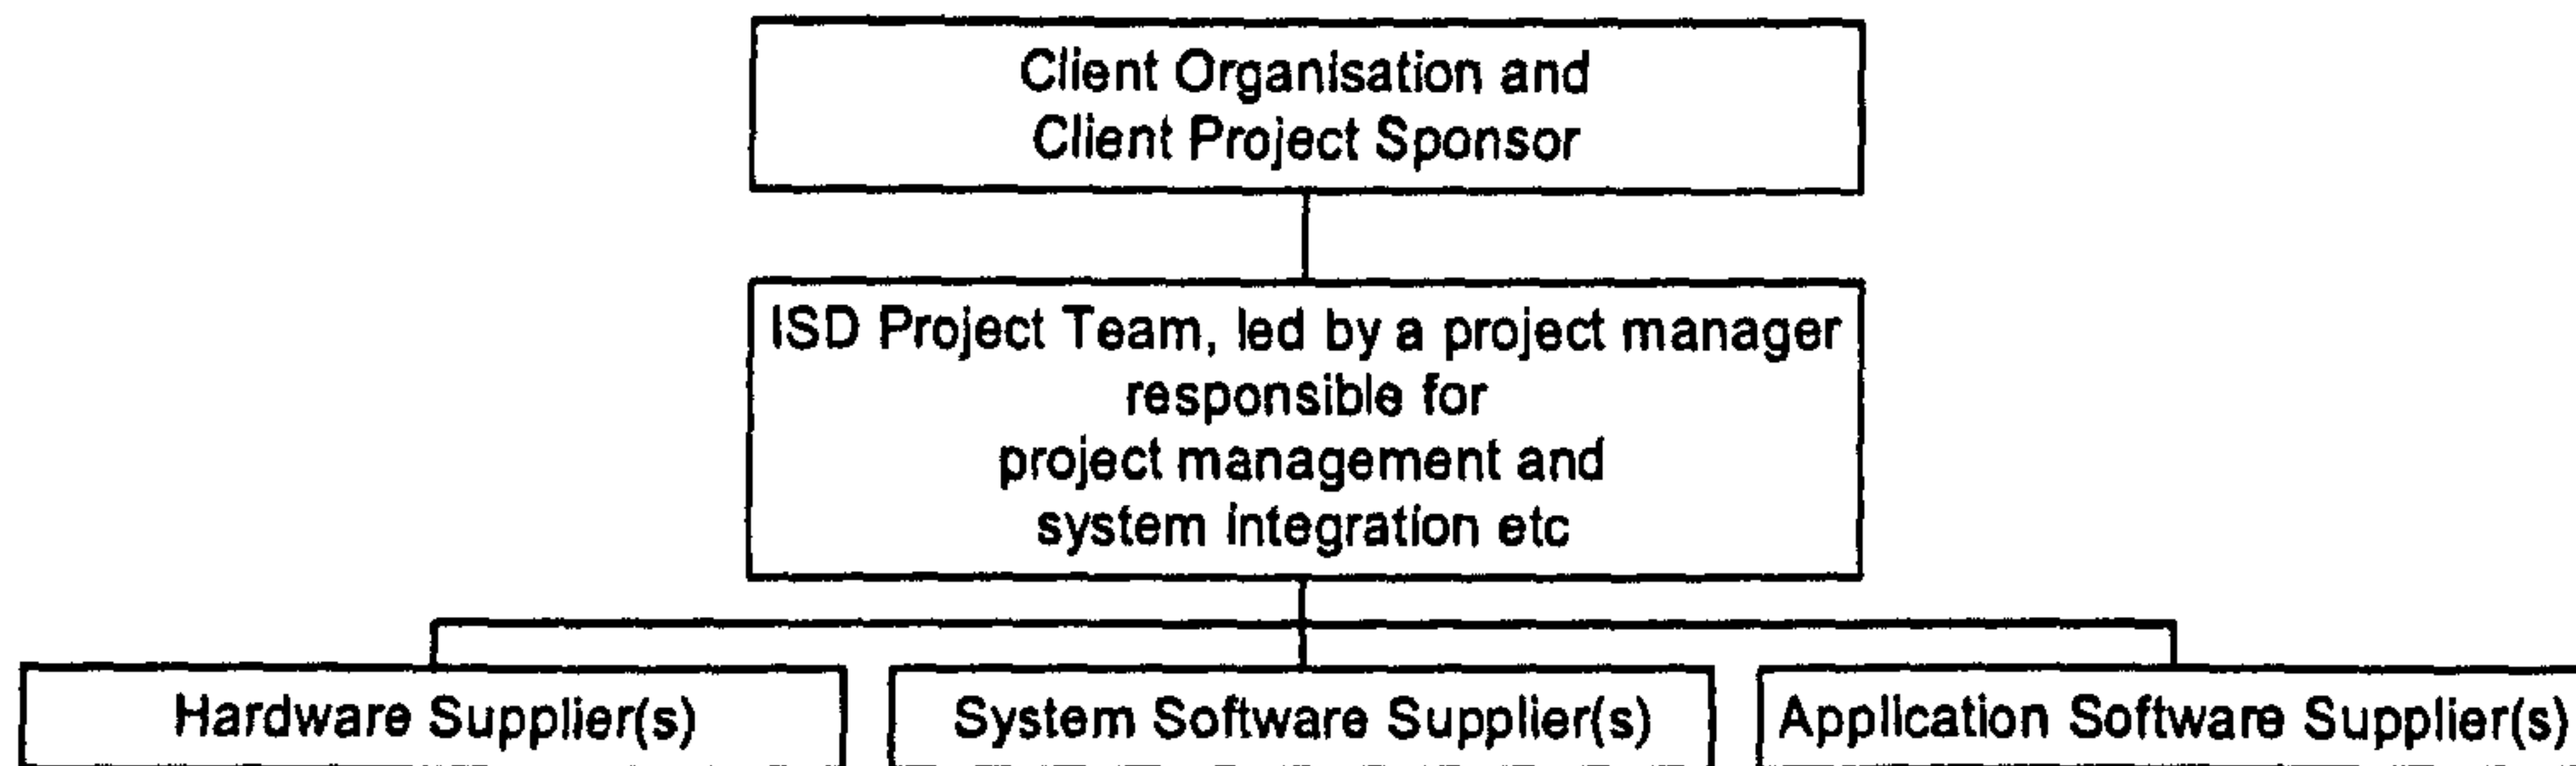 Client Organisation and
Client Project Sponsor
ISD Project Team, led by a project manager
responsible for
project management and
system integration etc
Hardware Supplier(s)
System Software Supplier(s)
Application Software Supplier(s)